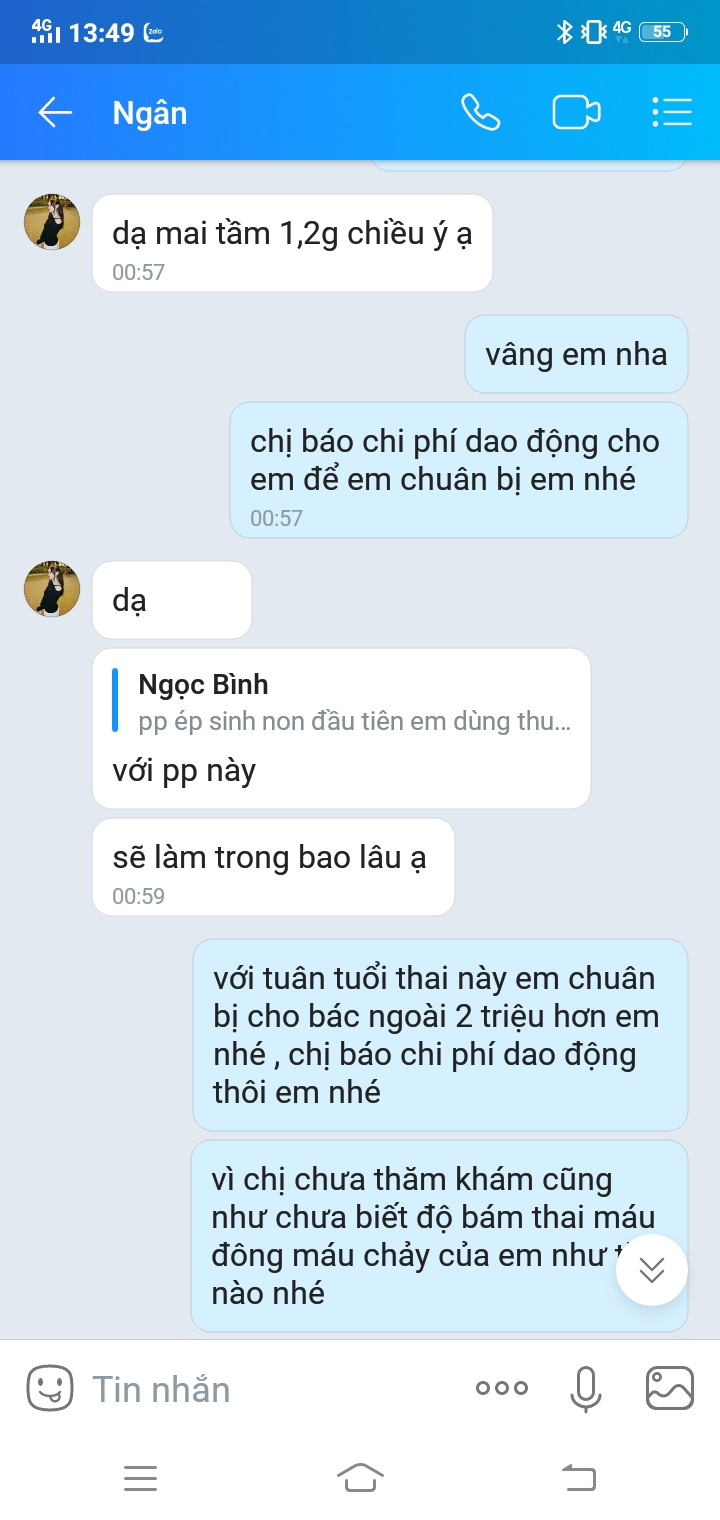 4G 13:49 Zalo 4G 55
Ngân
dạ mai tầm 1,2g chiều ý ạ
00:57
vâng em nha
chị báo chi phí dao động cho
em để em chuân bị em nhé
00:57
dạ
Ngọc Bình
pp ép sinh non đầu tiên em dùng thu...
với pp này
sẽ làm trong bao lâu ạ
00:59
với tuân tuổi thai này em chuân
bị cho bác ngoài 2 triệu hơn em
nhé , chị báo chi phí dao động
thôi em nhé
vì chị chưa thăm khám cũng
như chưa biết độ bám thai máu
đông máu chảy của em như
nào nhé
Tin nhắn